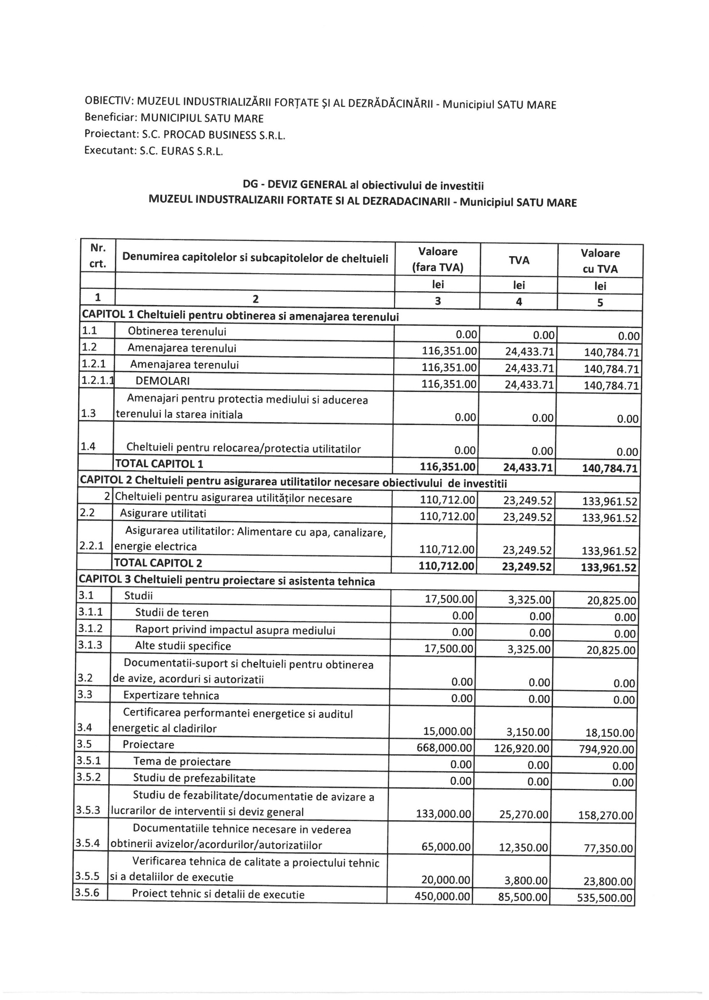 OBIECTIV: MUZEUL INDUSTRIALIZĂRII FORȚATE ȘI AL DEZRĂDĂCINĂRII - Municipiul SATU MARE
Beneficiar: MUNICIPIUL SATU MARE
Proiectant: S.C. PROCAD BUSINESS S.R.L.
Executant: S.C. EURAS S.R.L.
DG - DEVIZ GENERAL al obiectivului de investitii
MUZEUL INDUSTRALIZARII FORTATE SI AL DEZRADACINARII - Municipiul SATU MARE
Nr. crt. Denumirea capitolelor si subcapitolelor de cheltuieli Valoare (fara TVA) TVA Valoare cu TVA
lei lei lei
1 2 3 4 5
CAPITOL 1 Cheltuieli pentru obtinerea si amenajarea terenului
1.1 Obtinerea terenului 0.00 0.00 0.00
1.2 Amenajarea terenului 116,351.00 24,433.71 140,784.71
1.2.1 Amenajarea terenului 116,351.00 24,433.71 140,784.71
1.2.1.1 DEMOLARI 116,351.00 24,433.71 140,784.71
Amenajari pentru protectia mediului si aducerea
1.3 terenului la starea initiala 0.00 0.00 0.00
1.4 Cheltuieli pentru relocarea/protectia utilitatilor 0.00 0.00 0.00
TOTAL CAPITOL 1 116,351.00 24,433.71 140,784.71
CAPITOL 2 Cheltuieli pentru asigurarea utilitatilor necesare obiectivului de investitii
2 Cheltuieli pentru asigurarea utilităților necesare 110,712.00 23,249.52 133,961.52
2.2 Asigurare utilitati 110,712.00 23,249.52 133,961.52
Asigurarea utilitatilor: Alimentare cu apa, canalizare,
2.2.1 energie electrica 110,712.00 23,249.52 133,961.52
TOTAL CAPITOL 2 110,712.00 23,249.52 133,961.52
CAPITOL 3 Cheltuieli pentru proiectare si asistenta tehnica
3.1 Studii 17,500.00 3,325.00 20,825.00
3.1.1 Studii de teren 0.00 0.00 0.00
3.1.2 Raport privind impactul asupra mediului 0.00 0.00 0.00
3.1.3 Alte studii specifice 17,500.00 3,325.00 20,825.00
Documentatii-suport si cheltuieli pentru obtinerea
3.2 de avize, acorduri si autorizatii 0.00 0.00 0.00
3.3 Expertizare tehnica 0.00 0.00 0.00
Certificarea performantei energetice si auditul
3.4 energetic al cladirilor 15,000.00 3,150.00 18,150.00
3.5 Proiectare 668,000.00 126,920.00 794,920.00
3.5.1 Tema de proiectare 0.00 0.00 0.00
3.5.2 Studiu de prefezabilitate 0.00 0.00 0.00
Studiu de fezabilitate/documentatie de avizare a
3.5.3 lucrarilor de interventii si deviz general 133,000.00 25,270.00 158,270.00
Documentatiile tehnice necesare in vederea
3.5.4 obtinerii avizelor/acordurilor/autorizatiilor 65,000.00 12,350.00 77,350.00
Verificarea tehnica de calitate a proiectului tehnic
3.5.5 si a detaliilor de executie 20,000.00 3,800.00 23,800.00
3.5.6 Proiect tehnic si detalii de executie 450,000.00 85,500.00 535,500.00